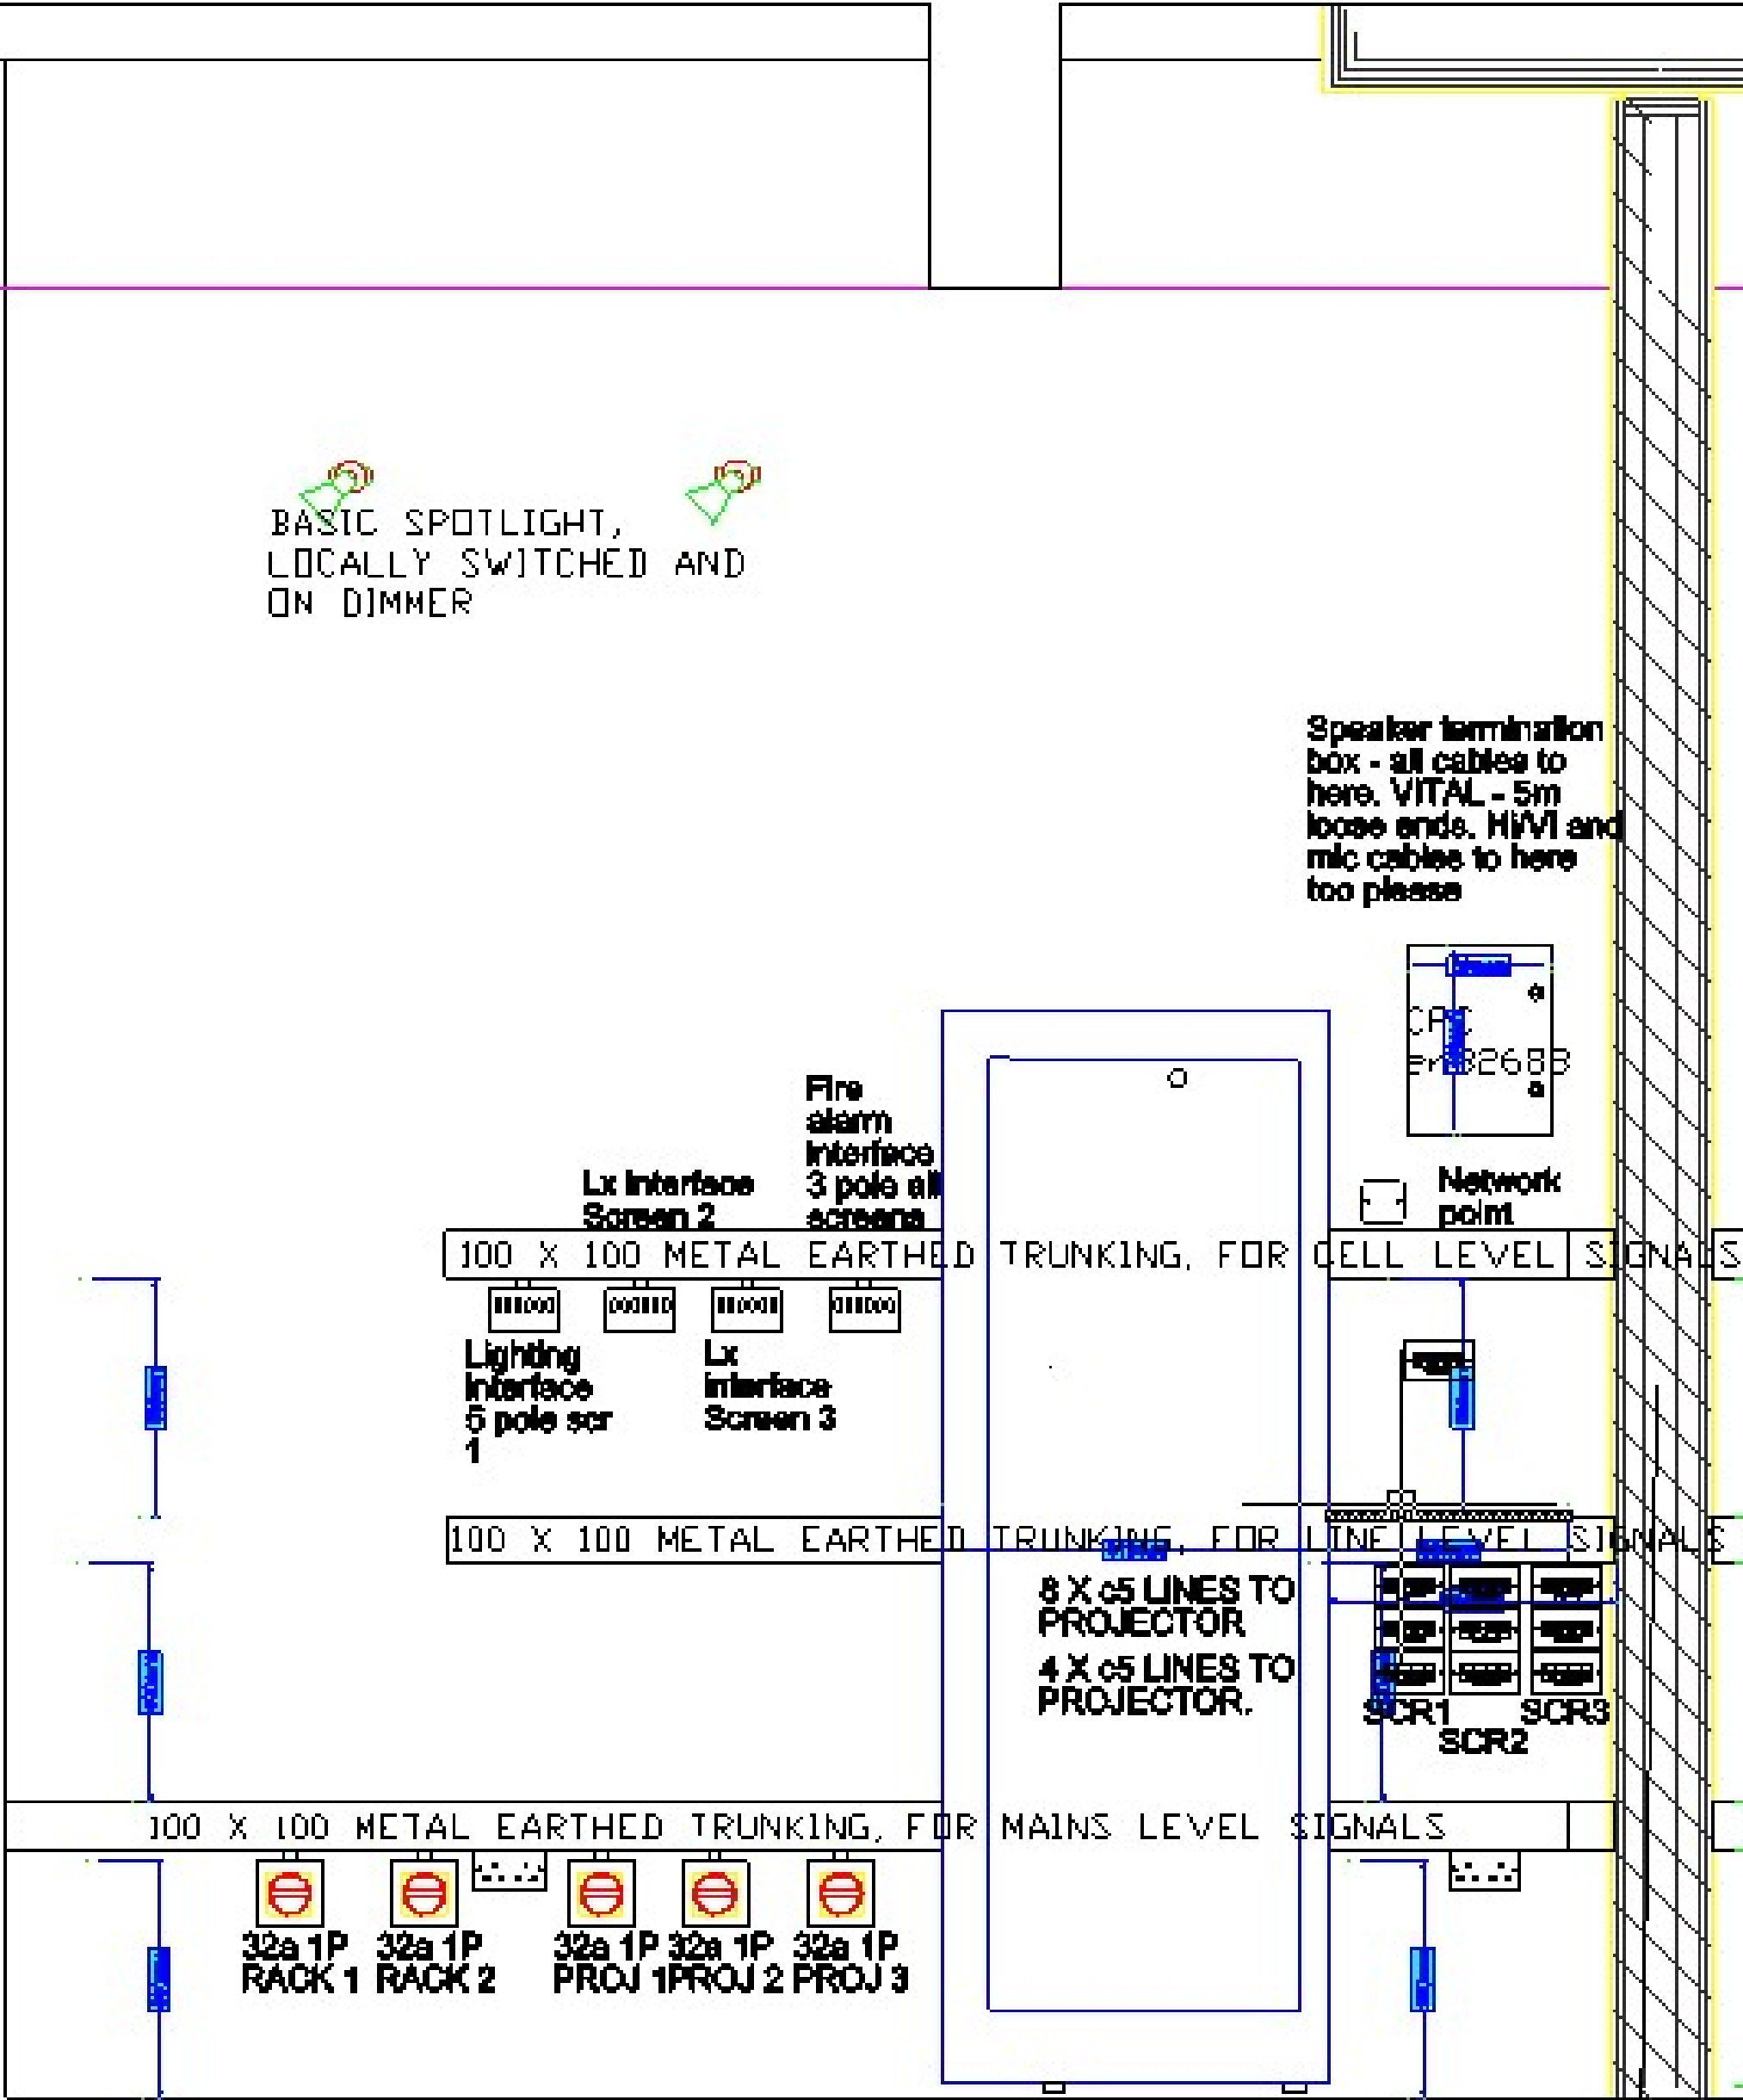 BASIC SPOTLIGHT,
LOCALLY SWITCHED AND
ON DIMMER
Speaker termination
box - all cables to
here. VITAL - 5m
loose ends. HI/VI and
mic cables to here
too please
CPC
Fire
alarm
Interface
3 pole all
screens
Lx Interface
Screen 2
Network
point
100 X 100 METAL EARTHED TRUNKING, FOR CELL LEVEL SIGNALS
Lighting
Interface
5 pole scr
1
Lx
Interface
Screen 3
100 X 100 METAL EARTHED TRUNKING, FOR LINE LEVEL SIGNALS
8 X c5 LINES TO
PROJECTOR
4 X c5 LINES TO
PROJECTOR.
SCR1
SCR2
SCR3
100 X 100 METAL EARTHED TRUNKING, FOR MAINS LEVEL SIGNALS
32a 1P
RACK 1
32a 1P
RACK 2
32a 1P
PROJ 1
32a 1P
PROJ 2
32a 1P
PROJ 3